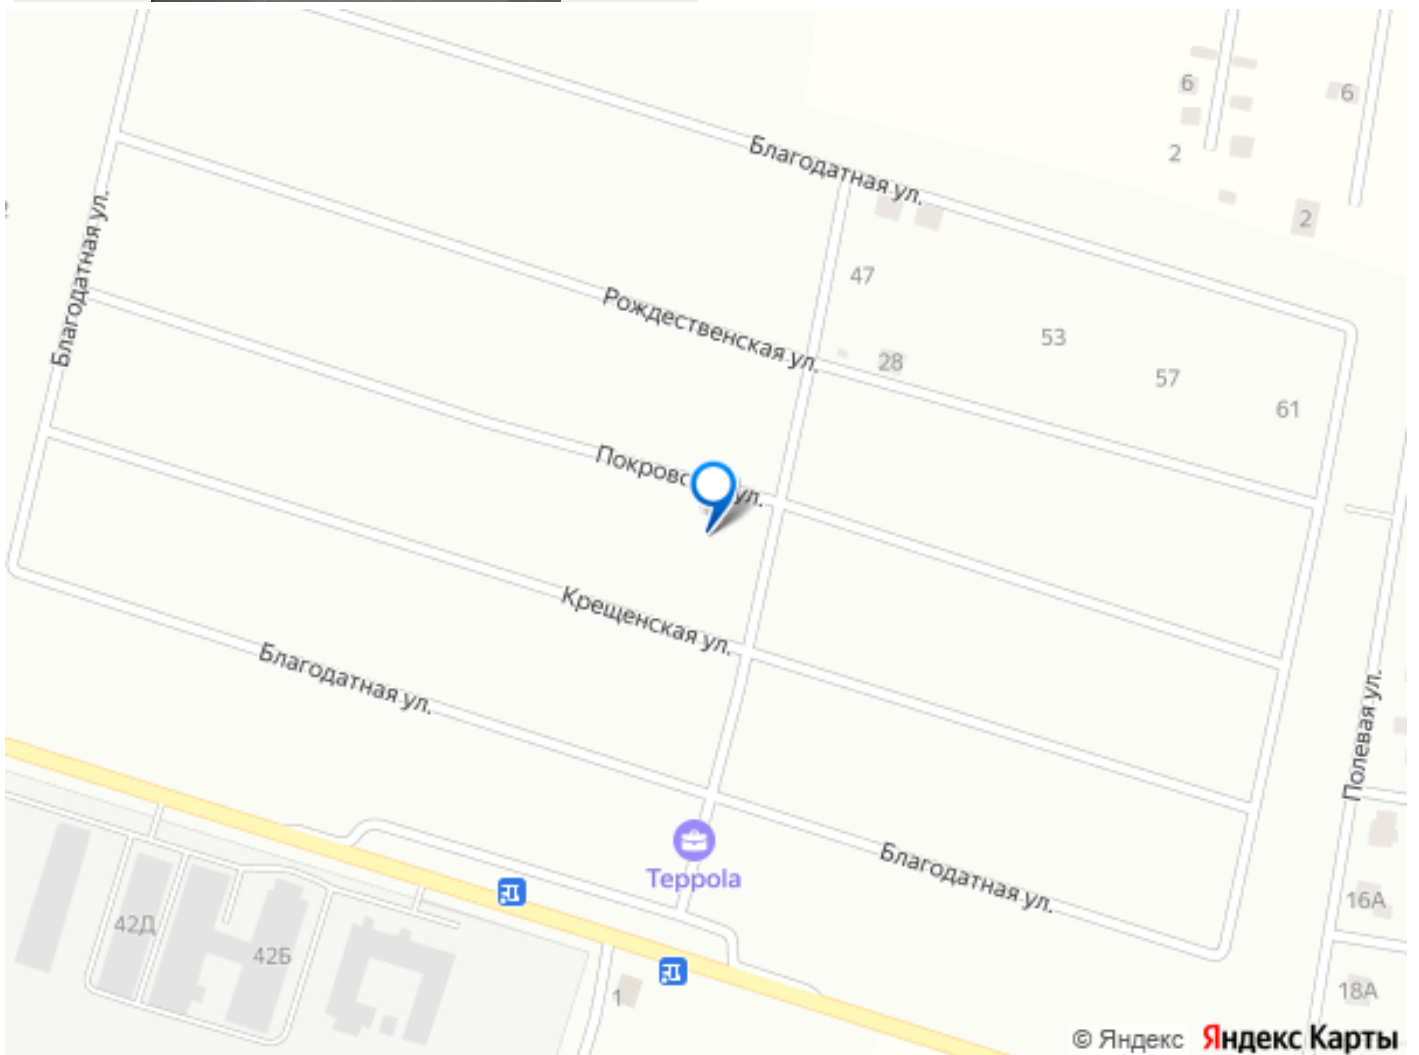 6
6
Благодатная ул.
2
2
Благодатная ул.
47
Рождественская ул.
53
28
57
61
ул.
Крещенская ул.
Благодатная ул.
Полевая ул.
Teppola
Благодатная ул.
16А
42Д
42Б
18А
1
© Яндекс Яндекс Карты